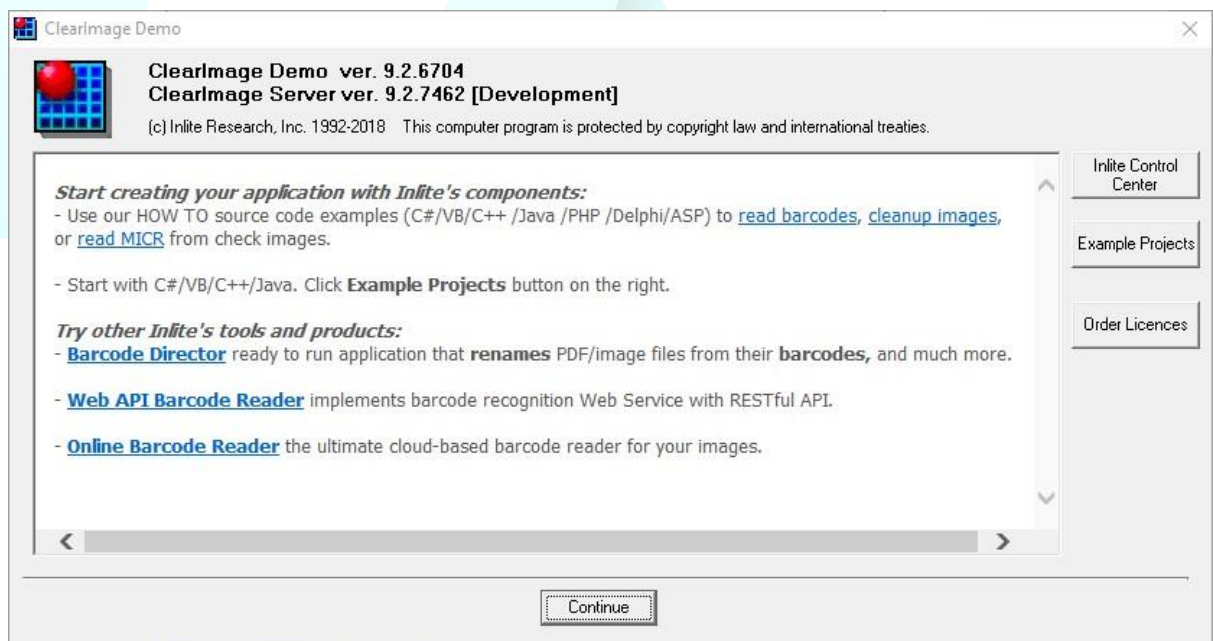 ClearImage Demo
ClearImage Demo ver. 9.2.6704
ClearImage Server ver. 9.2.7462 [Development]
(c) Inlite Research, Inc. 1992-2018 This computer program is protected by copyright law and international treaties.
Start creating your application with Inlite's components:
- Use our HOW TO source code examples (C#/VB/C++ /Java /PHP /Delphi/ASP) to read barcodes, cleanup images,
or read MICR from check images.
- Start with C#/VB/C++/Java. Click Example Projects button on the right.
Try other Inlite's tools and products:
- Barcode Director ready to run application that renames PDF/image files from their barcodes, and much more.
- Web API Barcode Reader implements barcode recognition Web Service with RESTful API.
- Online Barcode Reader the ultimate cloud-based barcode reader for your images.
Inlite Control
Center
Example Projects
Order Licences
Continue